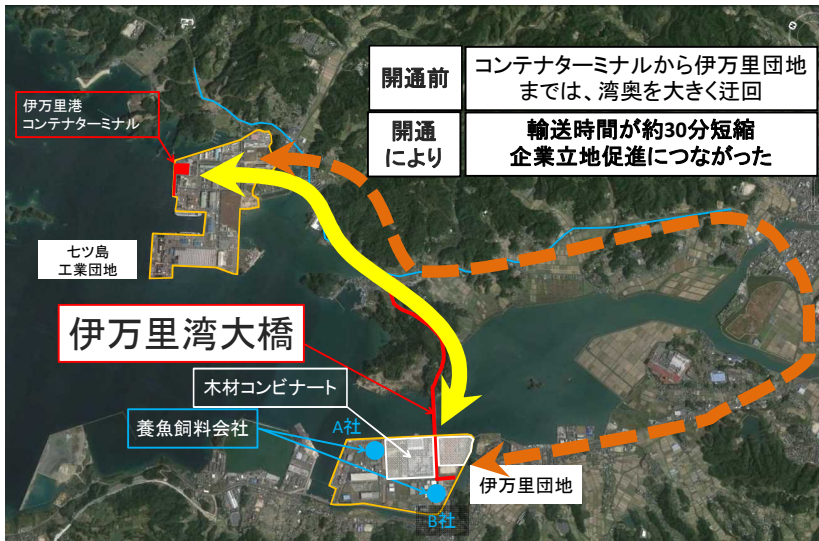 開通前
コンテナターミナルから伊万里団地
までは、湾奥を大きく迂回
開通
により
輸送時間が約30分短縮
企業立地促進につながった
伊万里港
コンテナターミナル
七ツ島
工業団地
伊万里湾大橋
木材コンビナート
養魚飼料会社
A社
伊万里団地
B社